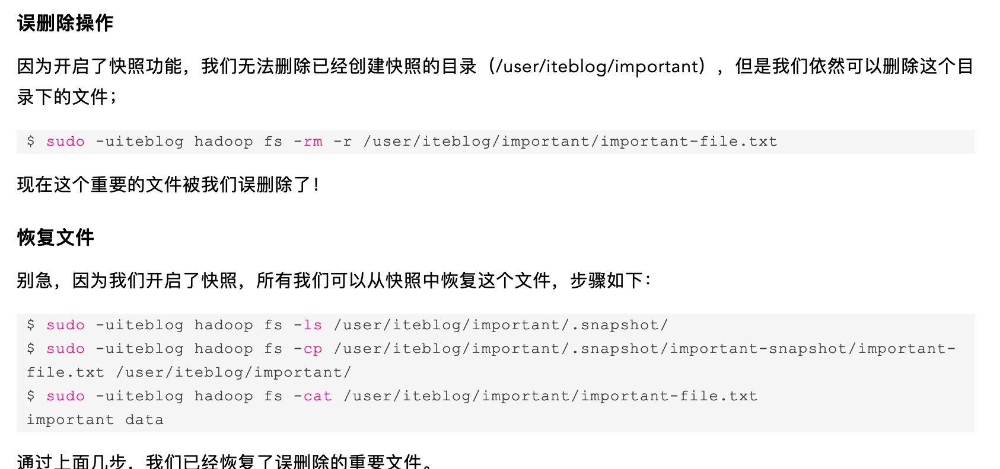 误删除操作
因为开启了快照功能，我们无法删除已经创建快照的目录（/user/iteblog/important），但是我们依然可以删除这个目
录下的文件；
$ sudo -uiteblog hadoop fs -rm -r /user/iteblog/important/important-file.txt
现在这个重要的文件被我们误删除了！
恢复文件
别急，因为我们开启了快照，所有我们可以从快照中恢复这个文件，步骤如下：
$ sudo -uiteblog hadoop fs -ls /user/iteblog/important/.snapshot/
$ sudo -uiteblog hadoop fs -cp /user/iteblog/important/.snapshot/important-snapshot/important-
file.txt /user/iteblog/important/
$ sudo -uiteblog hadoop fs -cat /user/iteblog/important/important-file.txt
important data
通过上面几步，我们已经恢复了误删除的重要文件。